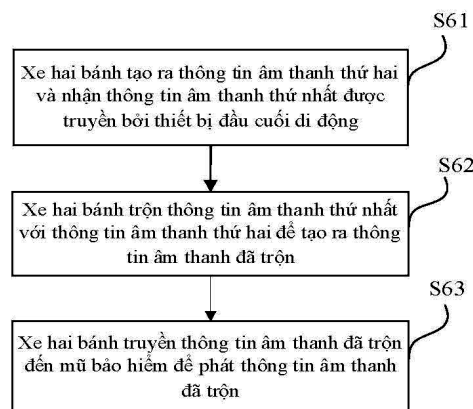 S61
Xe hai bánh tạo ra thông tin âm thanh thứ hai
và nhận thông tin âm thanh thứ nhất được
truyền bởi thiết bị đầu cuối di động
S62
Xe hai bánh trộn thông tin âm thanh thứ nhất
với thông tin âm thanh thứ hai để tạo ra thông
tin âm thanh đã trộn
S63
Xe hai bánh truyền thông tin âm thanh đã trộn
đến mũ bảo hiểm để phát thông tin âm thanh
đã trộn